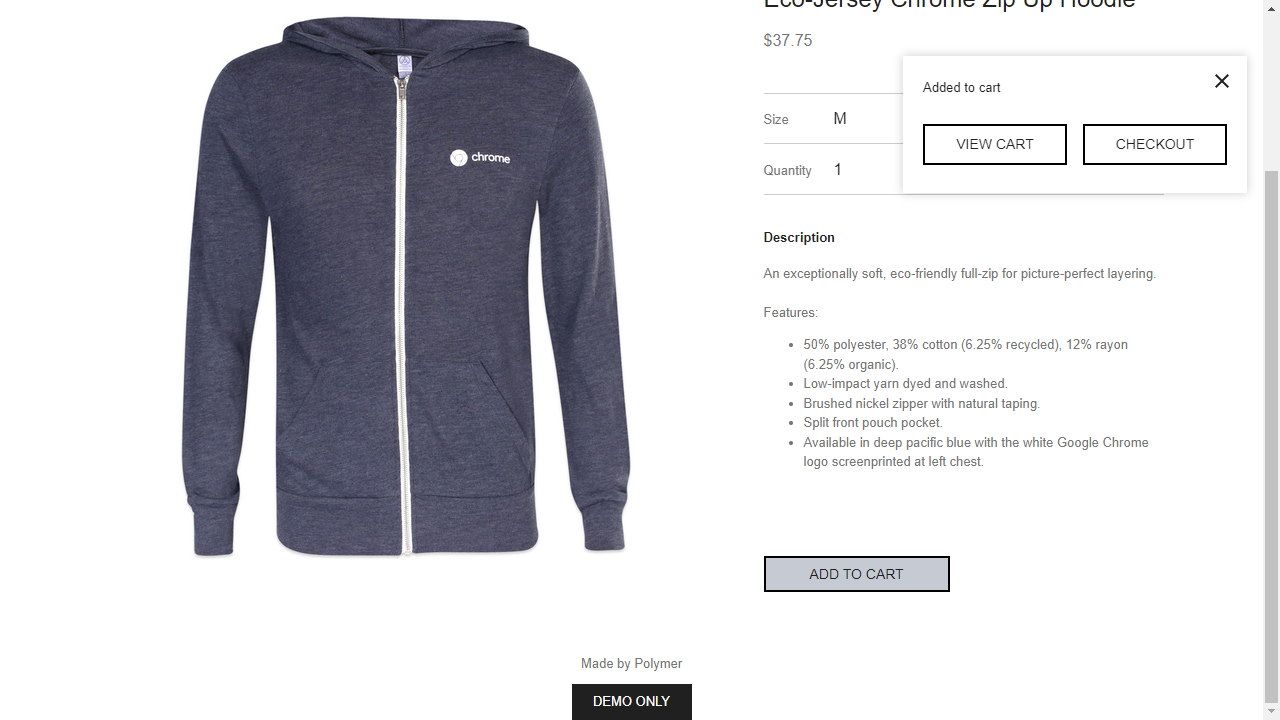 Eco-Jersey Chrome Zip Up Hoodie
$37.75
Added to cart
VIEW CART
CHECKOUT
Size M
Quantity 1
chrome
Description
An exceptionally soft, eco-friendly full-zip for picture-perfect layering.
Features:
• 50% polyester, 38% cotton (6.25% recycled), 12% rayon
(6.25% organic).
• Low-impact yarn dyed and washed.
• Brushed nickel zipper with natural taping.
• Split front pouch pocket.
• Available in deep pacific blue with the white Google Chrome
logo screenprinted at left chest.
ADD TO CART
Made by Polymer
DEMO ONLY